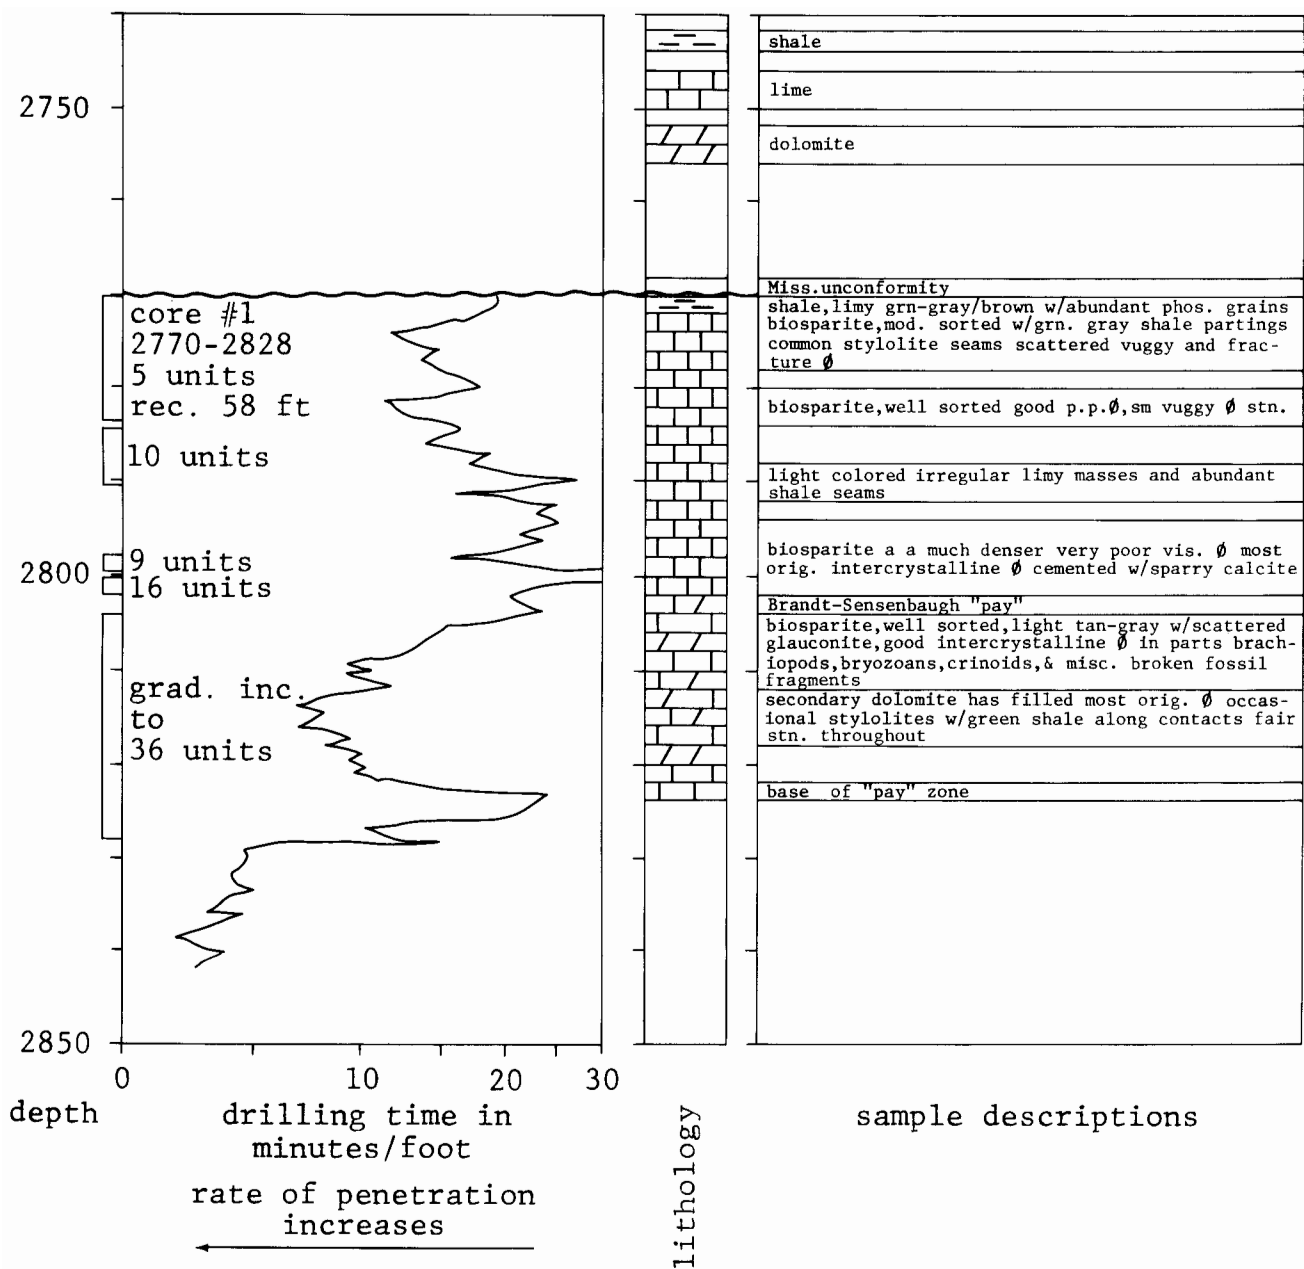 shale
2750
lime
dolomite
Miss.unconformity
core #1
2770-2828
5 units
rec. 58 ft
shale,limy grn-gray/brown w/abundant phos. grains
biosparite,mod. sorted w/grn. gray shale partings
common stylolite seams scattered vuggy and frac-
ture Ø
biosparite,well sorted good p.p.Ø,sm vuggy Ø stn.
10 units
light colored irregular limy masses and abundant
shale seams
9 units
2800
16 units
biosparite a a much denser very poor vis. Ø most
orig. intercrystalline Ø cemented w/sparry calcite
Brandt-Sensenbaugh "pay"
biosparite,well sorted,light tan-gray w/scattered
glauconite,good intercrystalline Ø in parts brach-
iopods,bryozoans,crinoids,& misc. broken fossil
fragments
grad. inc.
to
36 units
secondary dolomite has filled most orig. Ø occas-
ional stylolites w/green shale along contacts fair
stn. throughout
base of "pay" zone
2850
0 10 20 30
depth
drilling time in
minutes/foot
rate of penetration
increases
lithology
sample descriptions